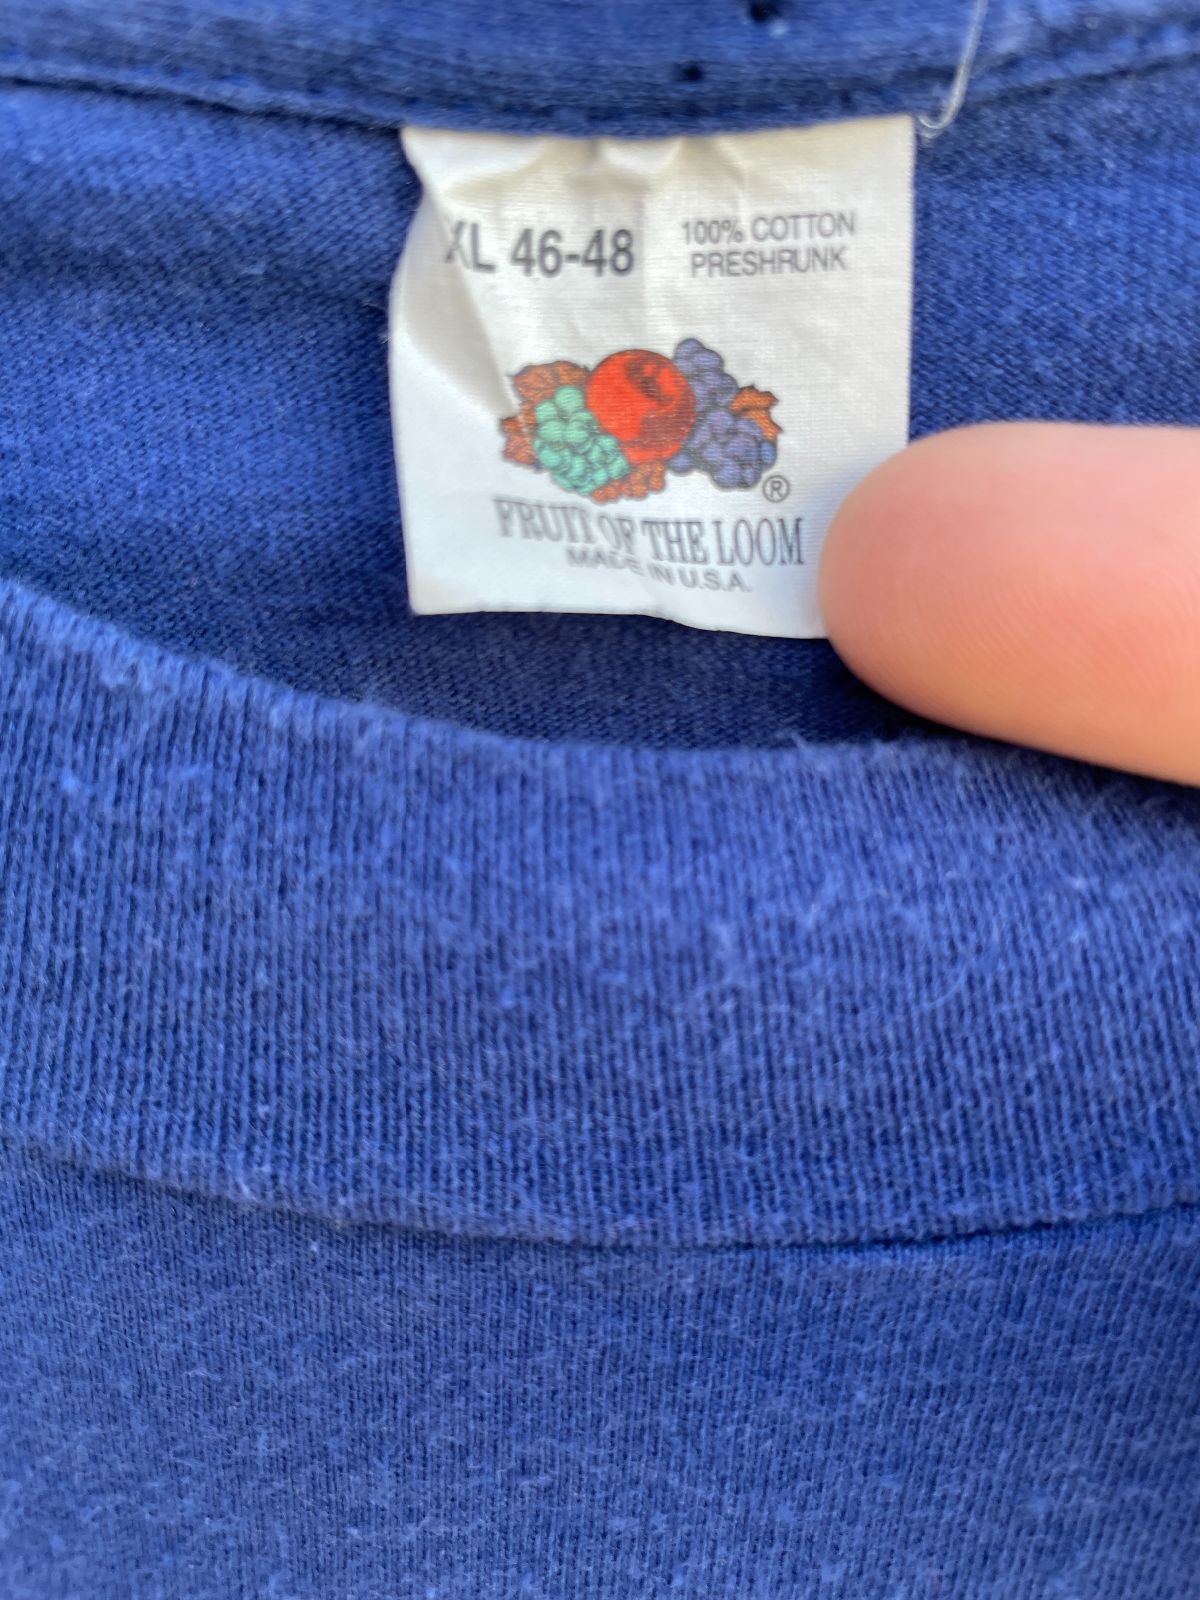 XL 46-48
100% COTTON
PRESHRUNK
®
FRUIT OF THE LOOM
MADE IN U.S.A.